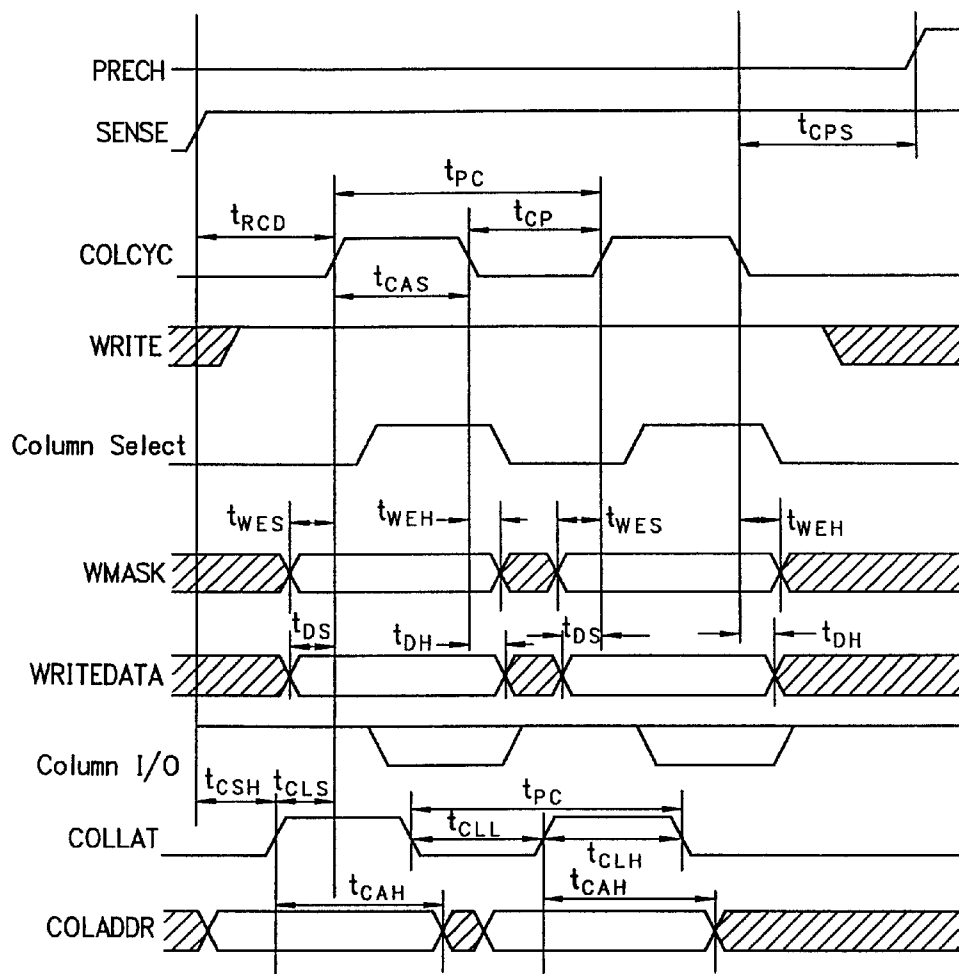 PRECH
SENSE
tCPS
tPC
tRCD
tCP
COLCYC
tCAS
WRITE
Column Select
tWES
tWEH
tWES
tWEH
WMASK
tDS
tDH
tDS
tDH
WRITEDATA
Column I/O
tCSH
tCLS
tPC
COLLAT
tCLL
tCLH
tCAH
tCAH
COLADDR